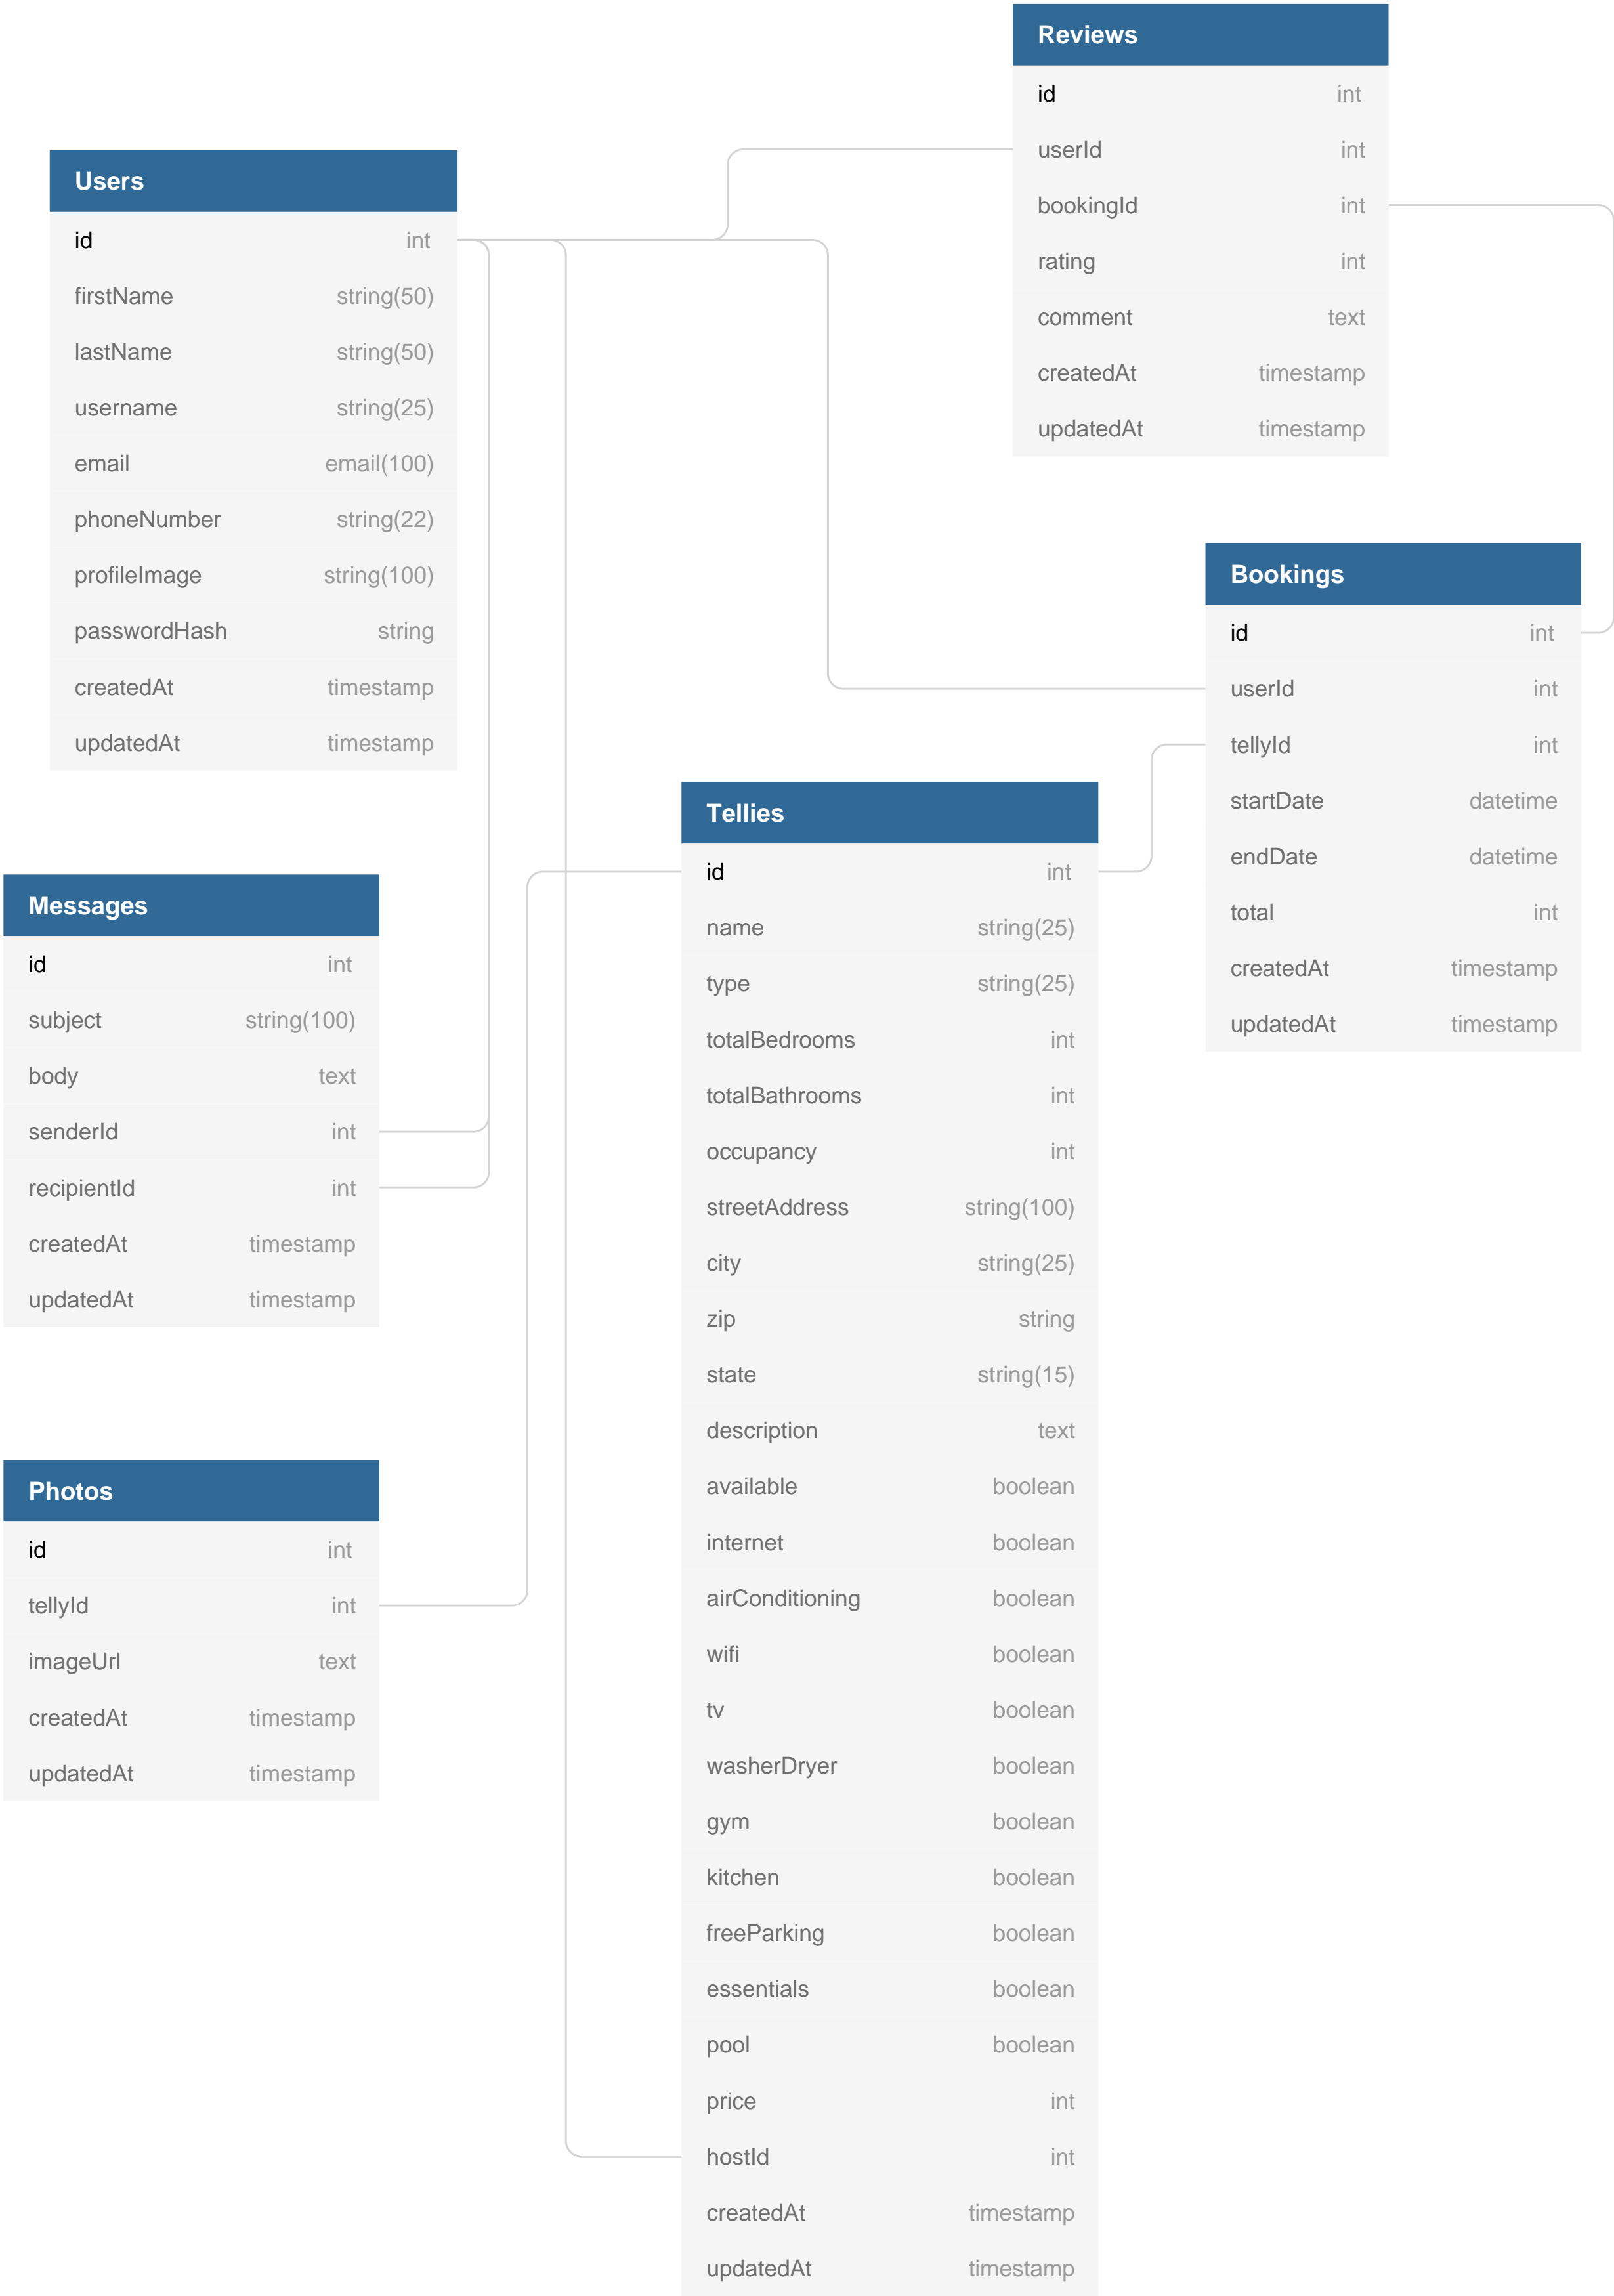 Reviews
id int
userId int
bookingId int
rating int
comment text
createdAt timestamp
updatedAt timestamp
Users
id int
firstName string(50)
lastName string(50)
username string(25)
email email(100)
phoneNumber string(22)
profileImage string(100)
passwordHash string
createdAt timestamp
updatedAt timestamp
Bookings
id int
userId int
tellyId int
startDate datetime
endDate datetime
total int
createdAt timestamp
updatedAt timestamp
Tellies
id int
name string(25)
type string(25)
totalBedrooms int
totalBathrooms int
occupancy int
streetAddress string(100)
city string(25)
zip string
state string(15)
description text
available boolean
internet boolean
airConditioning boolean
wifi boolean
tv boolean
washerDryer boolean
gym boolean
kitchen boolean
freeParking boolean
essentials boolean
pool boolean
price int
hostId int
createdAt timestamp
updatedAt timestamp
Messages
id int
subject string(100)
body text
senderId int
recipientId int
createdAt timestamp
updatedAt timestamp
Photos
id int
tellyId int
imageUrl text
createdAt timestamp
updatedAt timestamp